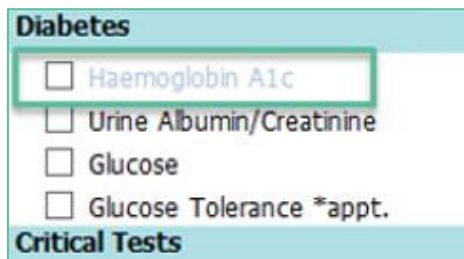 Diabetes
Haemoglobin A1c
Urine Albumin/Creatinine
Glucose
Glucose Tolerance *appt.
Critical Tests